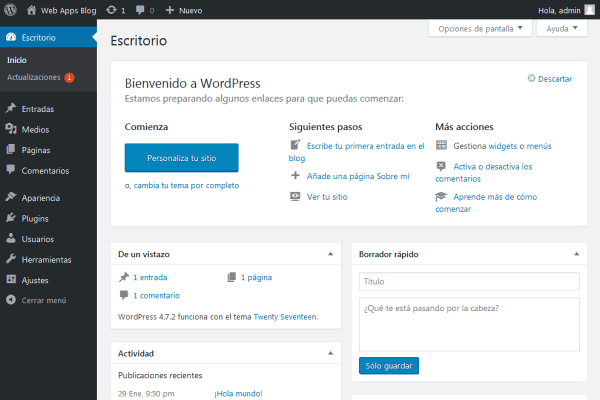 Web Apps Blog 1 0 Nuevo Hola, admin
Escritorio
Inicio
Actualizaciones 1
Entradas
Medios
Páginas
Comentarios
Apariencia
Plugins
Usuarios
Herramientas
Ajustes
Cerrar menú
Opciones de pantalla Ayuda
Escritorio
Bienvenido a WordPress
Descartar
Estamos preparando algunos enlaces para que puedas comenzar:
Comienza
Personaliza tu sitio
o, cambia tu tema por completo
Siguientes pasos
Escribe tu primera entrada en el
blog
Añade una página Sobre mí
Ver tu sitio
Más acciones
Gestiona widgets o menús
Activa o desactiva los
comentarios
Aprende más de cómo
comenzar
De un vistazo
1 entrada 1 página
1 comentario
WordPress 4.7.2 funciona con el tema Twenty Seventeen.
Actividad
Publicaciones recientes
29 Ene, 9:50 pm ¡Hola mundo!
Borrador rápido
Título
¿Qué te está pasando por la cabeza?
Sólo guardar